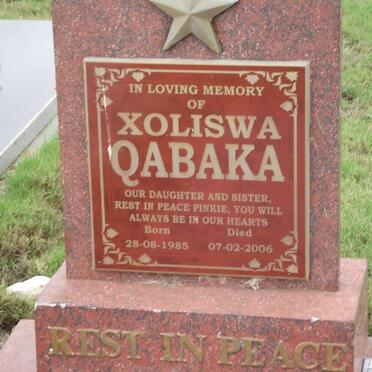 IN LOVING MEMORY
OF
XOLISWA
QABAKA
OUR DAUGHTER AND SISTER,
REST IN PEACE PINKIE, YOU WILL
ALWAYS BE IN OUR HEARTS
Born Died
28-08-1985 07-02-2006
REST IN PEACE